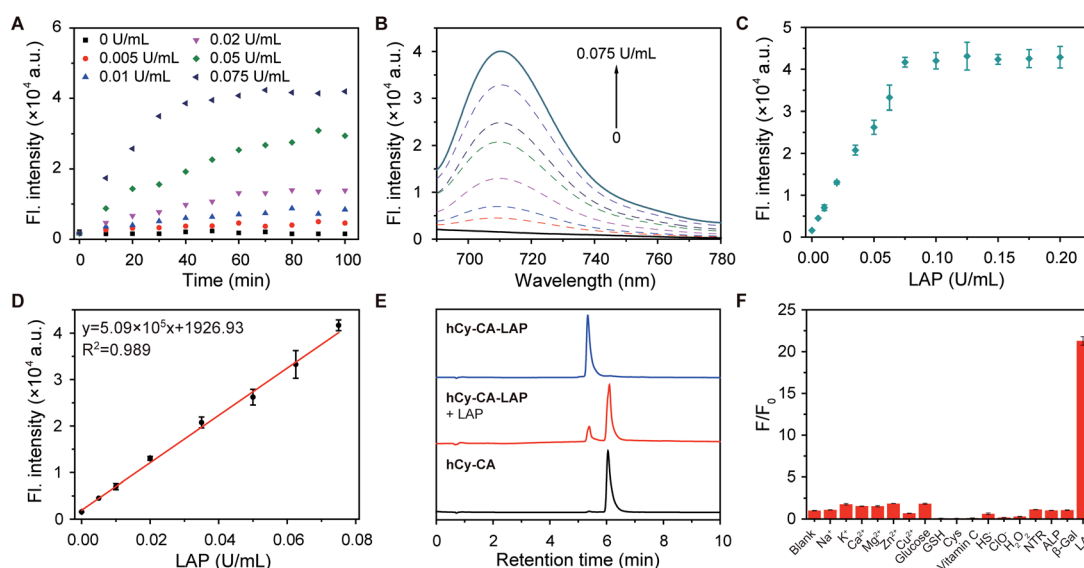 A
Fl. intensity (×10⁴ a.u.)
6
4
2
0
0 U/mL
0.005 U/mL
0.01 U/mL
0.02 U/mL
0.05 U/mL
0.075 U/mL
0 20 40 60 80 100
Time (min)
B
Fl. intensity (×10⁴ a.u.)
4
3
2
1
0
0.075 U/mL
0
700 720 740 760 780
Wavelength (nm)
C
Fl. intensity (×10⁴ a.u.)
5
4
3
2
1
0
0.00 0.05 0.10 0.15 0.20
LAP (U/mL)
D
Fl. intensity (×10⁴ a.u.)
4
3
2
1
0
y=5.09×10⁵x+1926.93
R²=0.989
0.00 0.02 0.04 0.06 0.08
LAP (U/mL)
E
hCy-CA-LAP
hCy-CA-LAP
+ LAP
hCy-CA
0 2 4 6 8 10
Retention time (min)
F
F/F₀
25
20
15
10
5
0
Blank
Na⁺
K⁺
Ca²⁺
Mg²⁺
Zn²⁺
Cu²⁺
Glucose
GSH
Cys
Vitamin C
HS⁻
ClO⁻
H₂O₂
NTR
ALP
β-Gal